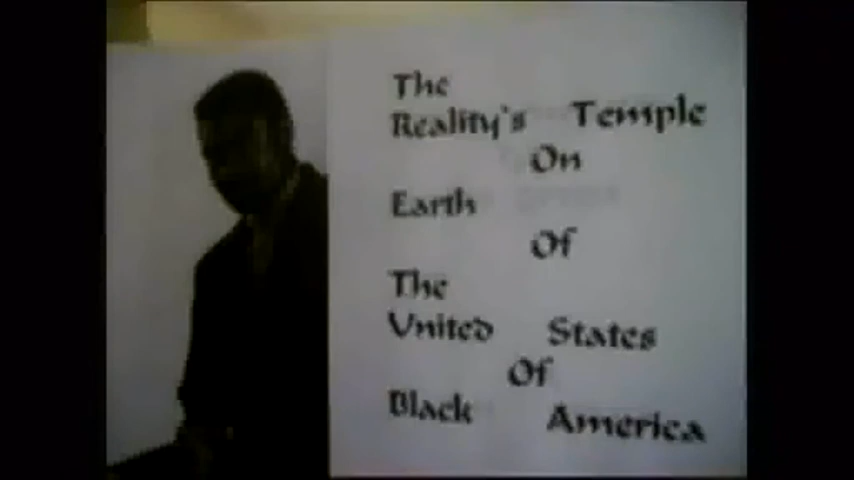 The
Reality's Temple
On
Earth
Of
The
United States
Of
Black America